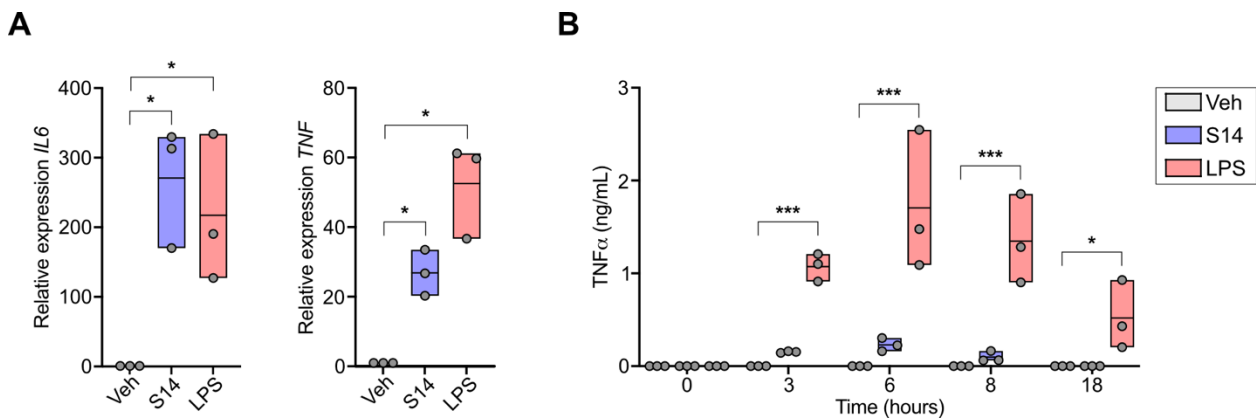 A
Relative expression IL6
400
300
200
100
0
*
*
Veh
S14
LPS
Relative expression TNF
80
60
40
20
0
*
*
Veh
S14
LPS
B
TNFα (ng/mL)
3
2
1
0
***
***
***
*
0 3 6 8 18
Time (hours)
Veh
S14
LPS